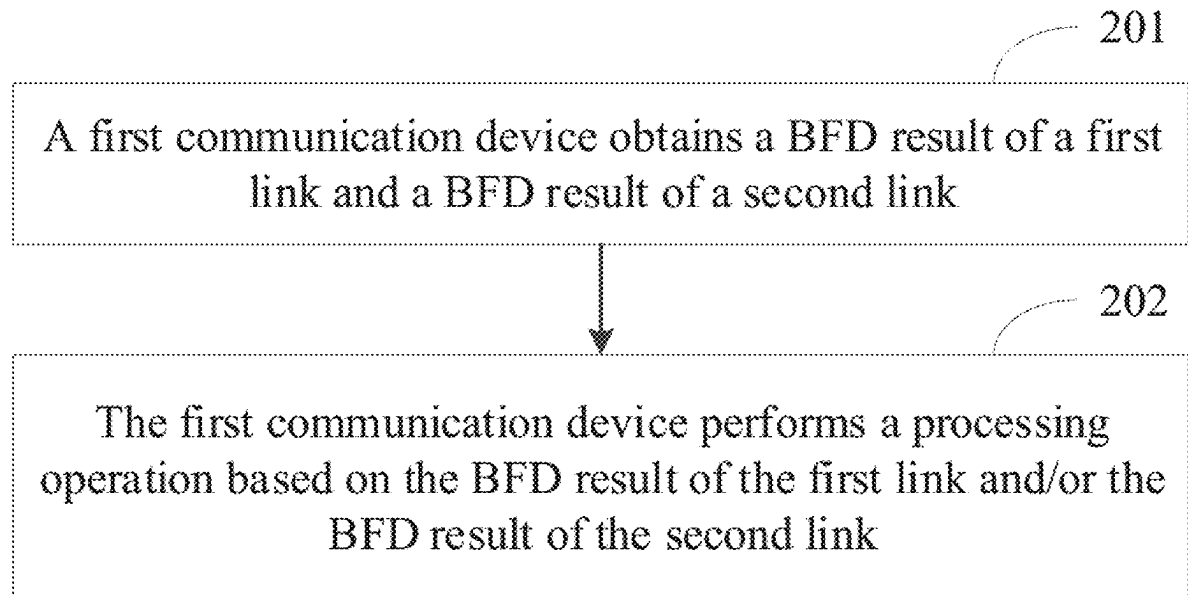 201
A first communication device obtains a BFD result of a first
link and a BFD result of a second link
202
The first communication device performs a processing
operation based on the BFD result of the first link and/or the
BFD result of the second link